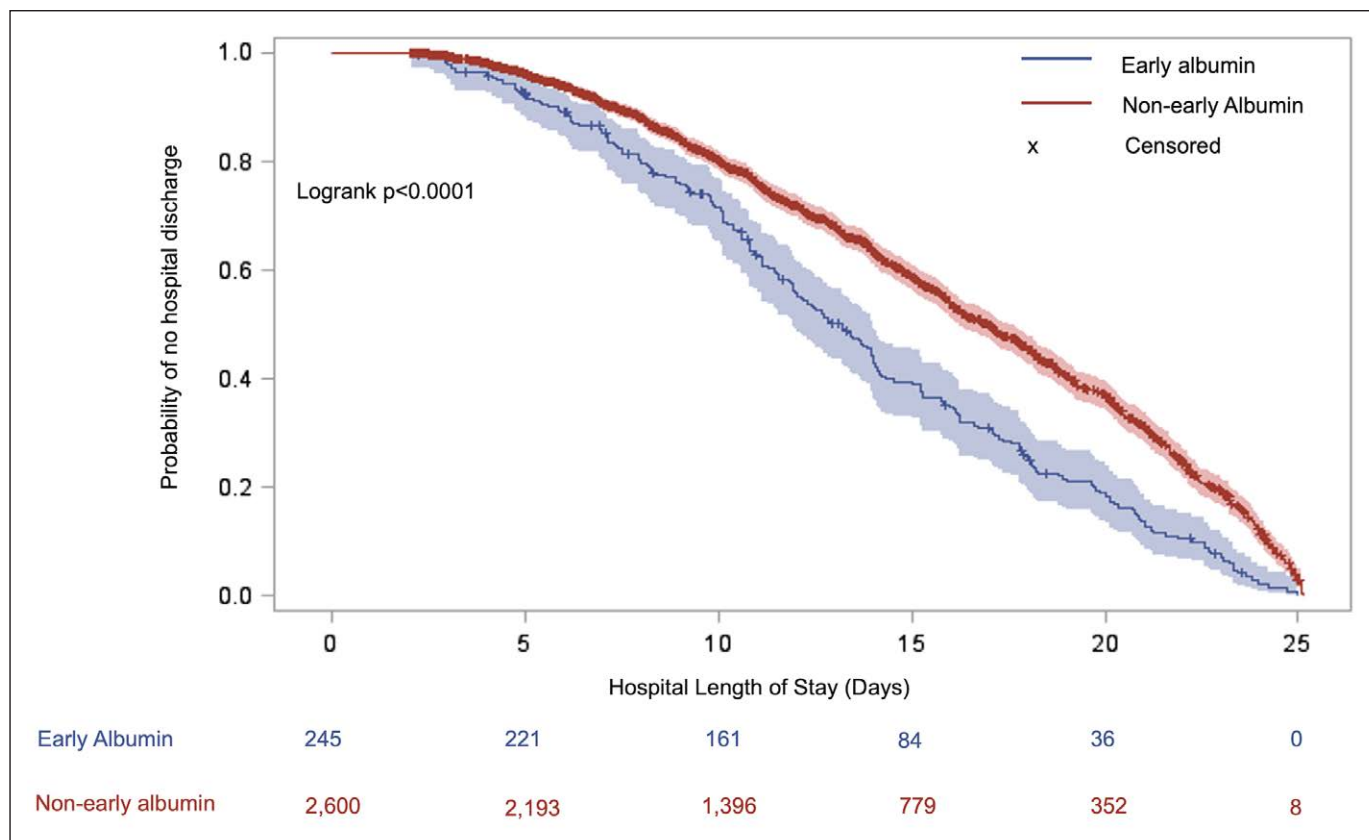 1.0
0.8
0.6
0.4
0.2
0.0
Probability of no hospital discharge
Early albumin
Non-early Albumin
x Censored
Logrank p<0.0001
0 5 10 15 20 25
Hospital Length of Stay (Days)
Early Albumin 245 221 161 84 36 0
Non-early albumin 2,600 2,193 1,396 779 352 8